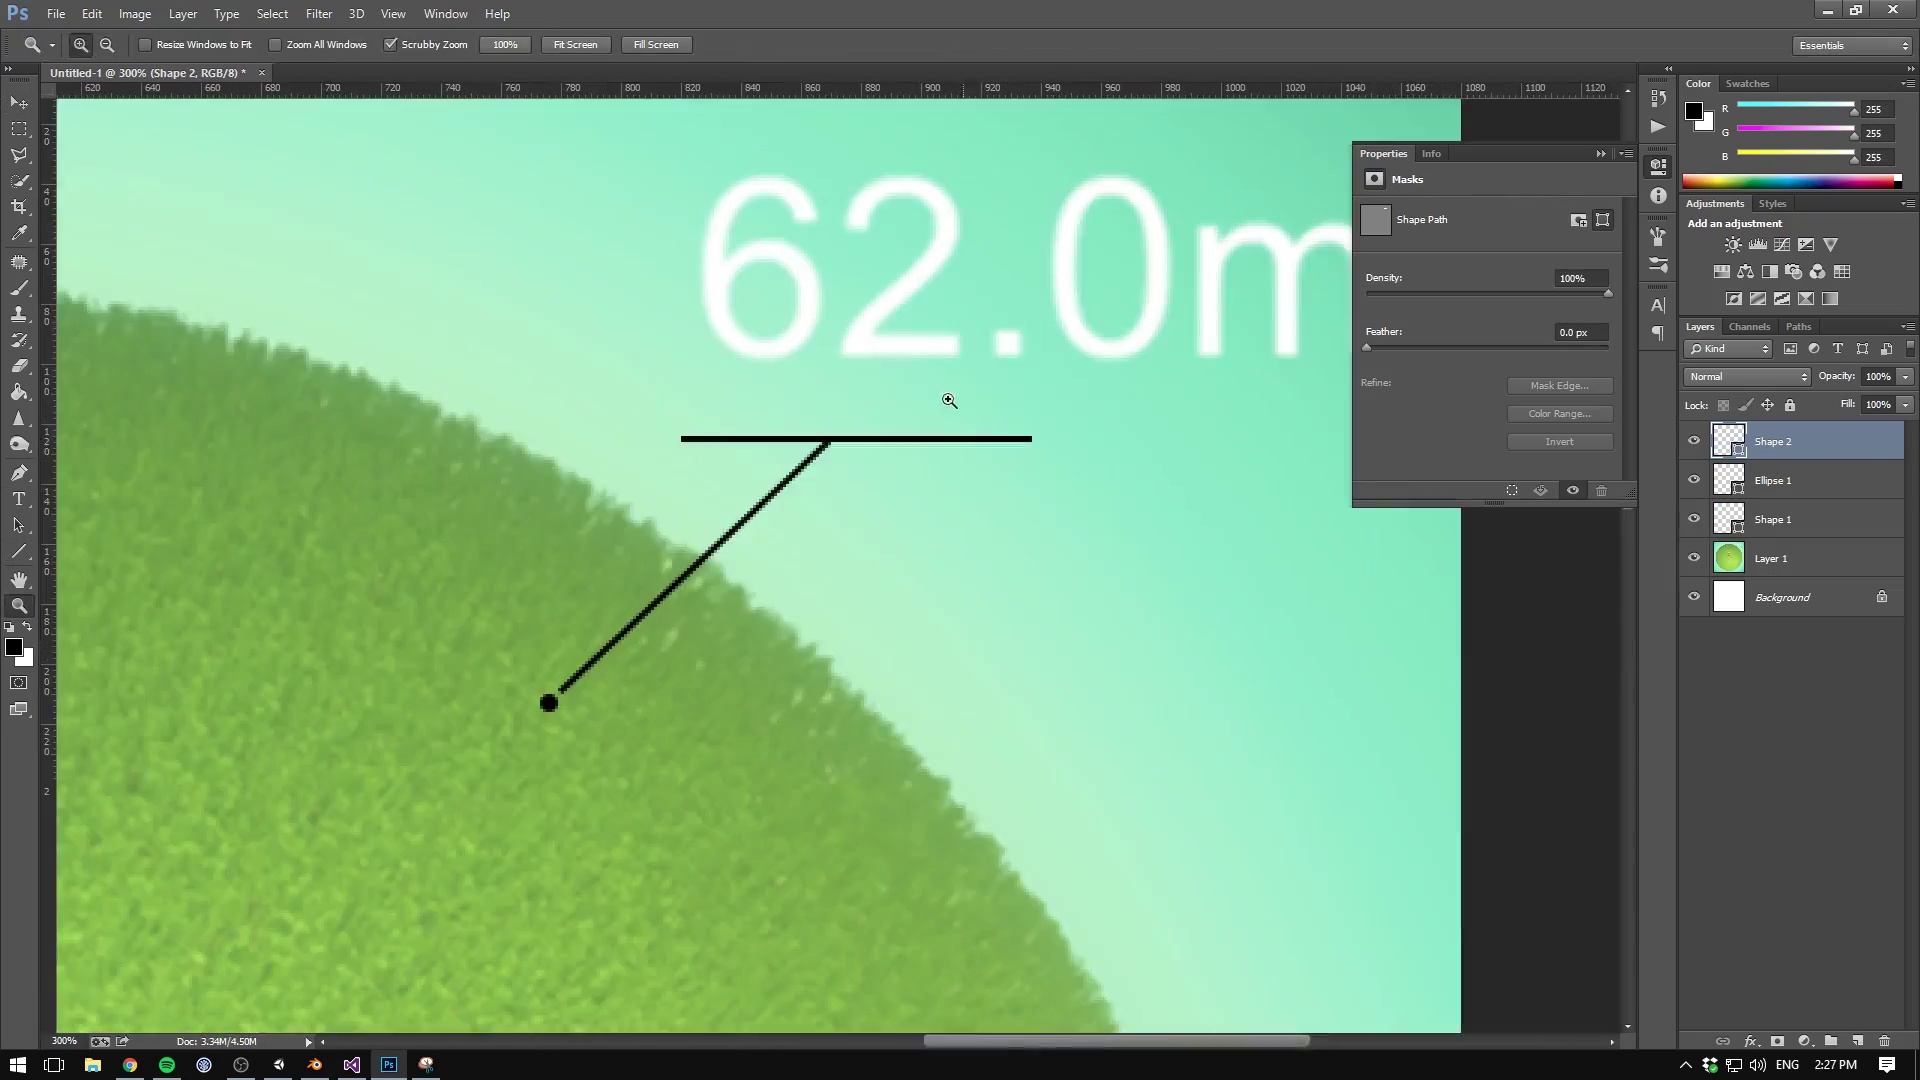 Ps File Edit Image Layer Type Select Filter 3D View Window Help
Resize Windows to Fit Zoom All Windows Scrubby Zoom 100% Fit Screen Fill Screen Essentials
Untitled-1 @ 300% (Shape 2, RGB/8) * ×
620 640 660 680 700 720 740 760 780 800 820 840 860 880 900 920 940 960 980 1000 1020 1040 1060 1080 1100 1120
62.0m
Properties Info
Masks
Shape Path
Density: 100%
Feather: 0.0 px
Refine: Mask Edge...
Color Range...
Invert
Color Swatches
R 255
G 255
B 255
Adjustments Styles
Add an adjustment
Layers Channels Paths
Kind
Normal Opacity: 100%
Lock: Fill: 100%
Shape 2
Ellipse 1
Shape 1
Layer 1
Background
300% Doc: 3.34M/4.50M
Ps ENG 2:27 PM